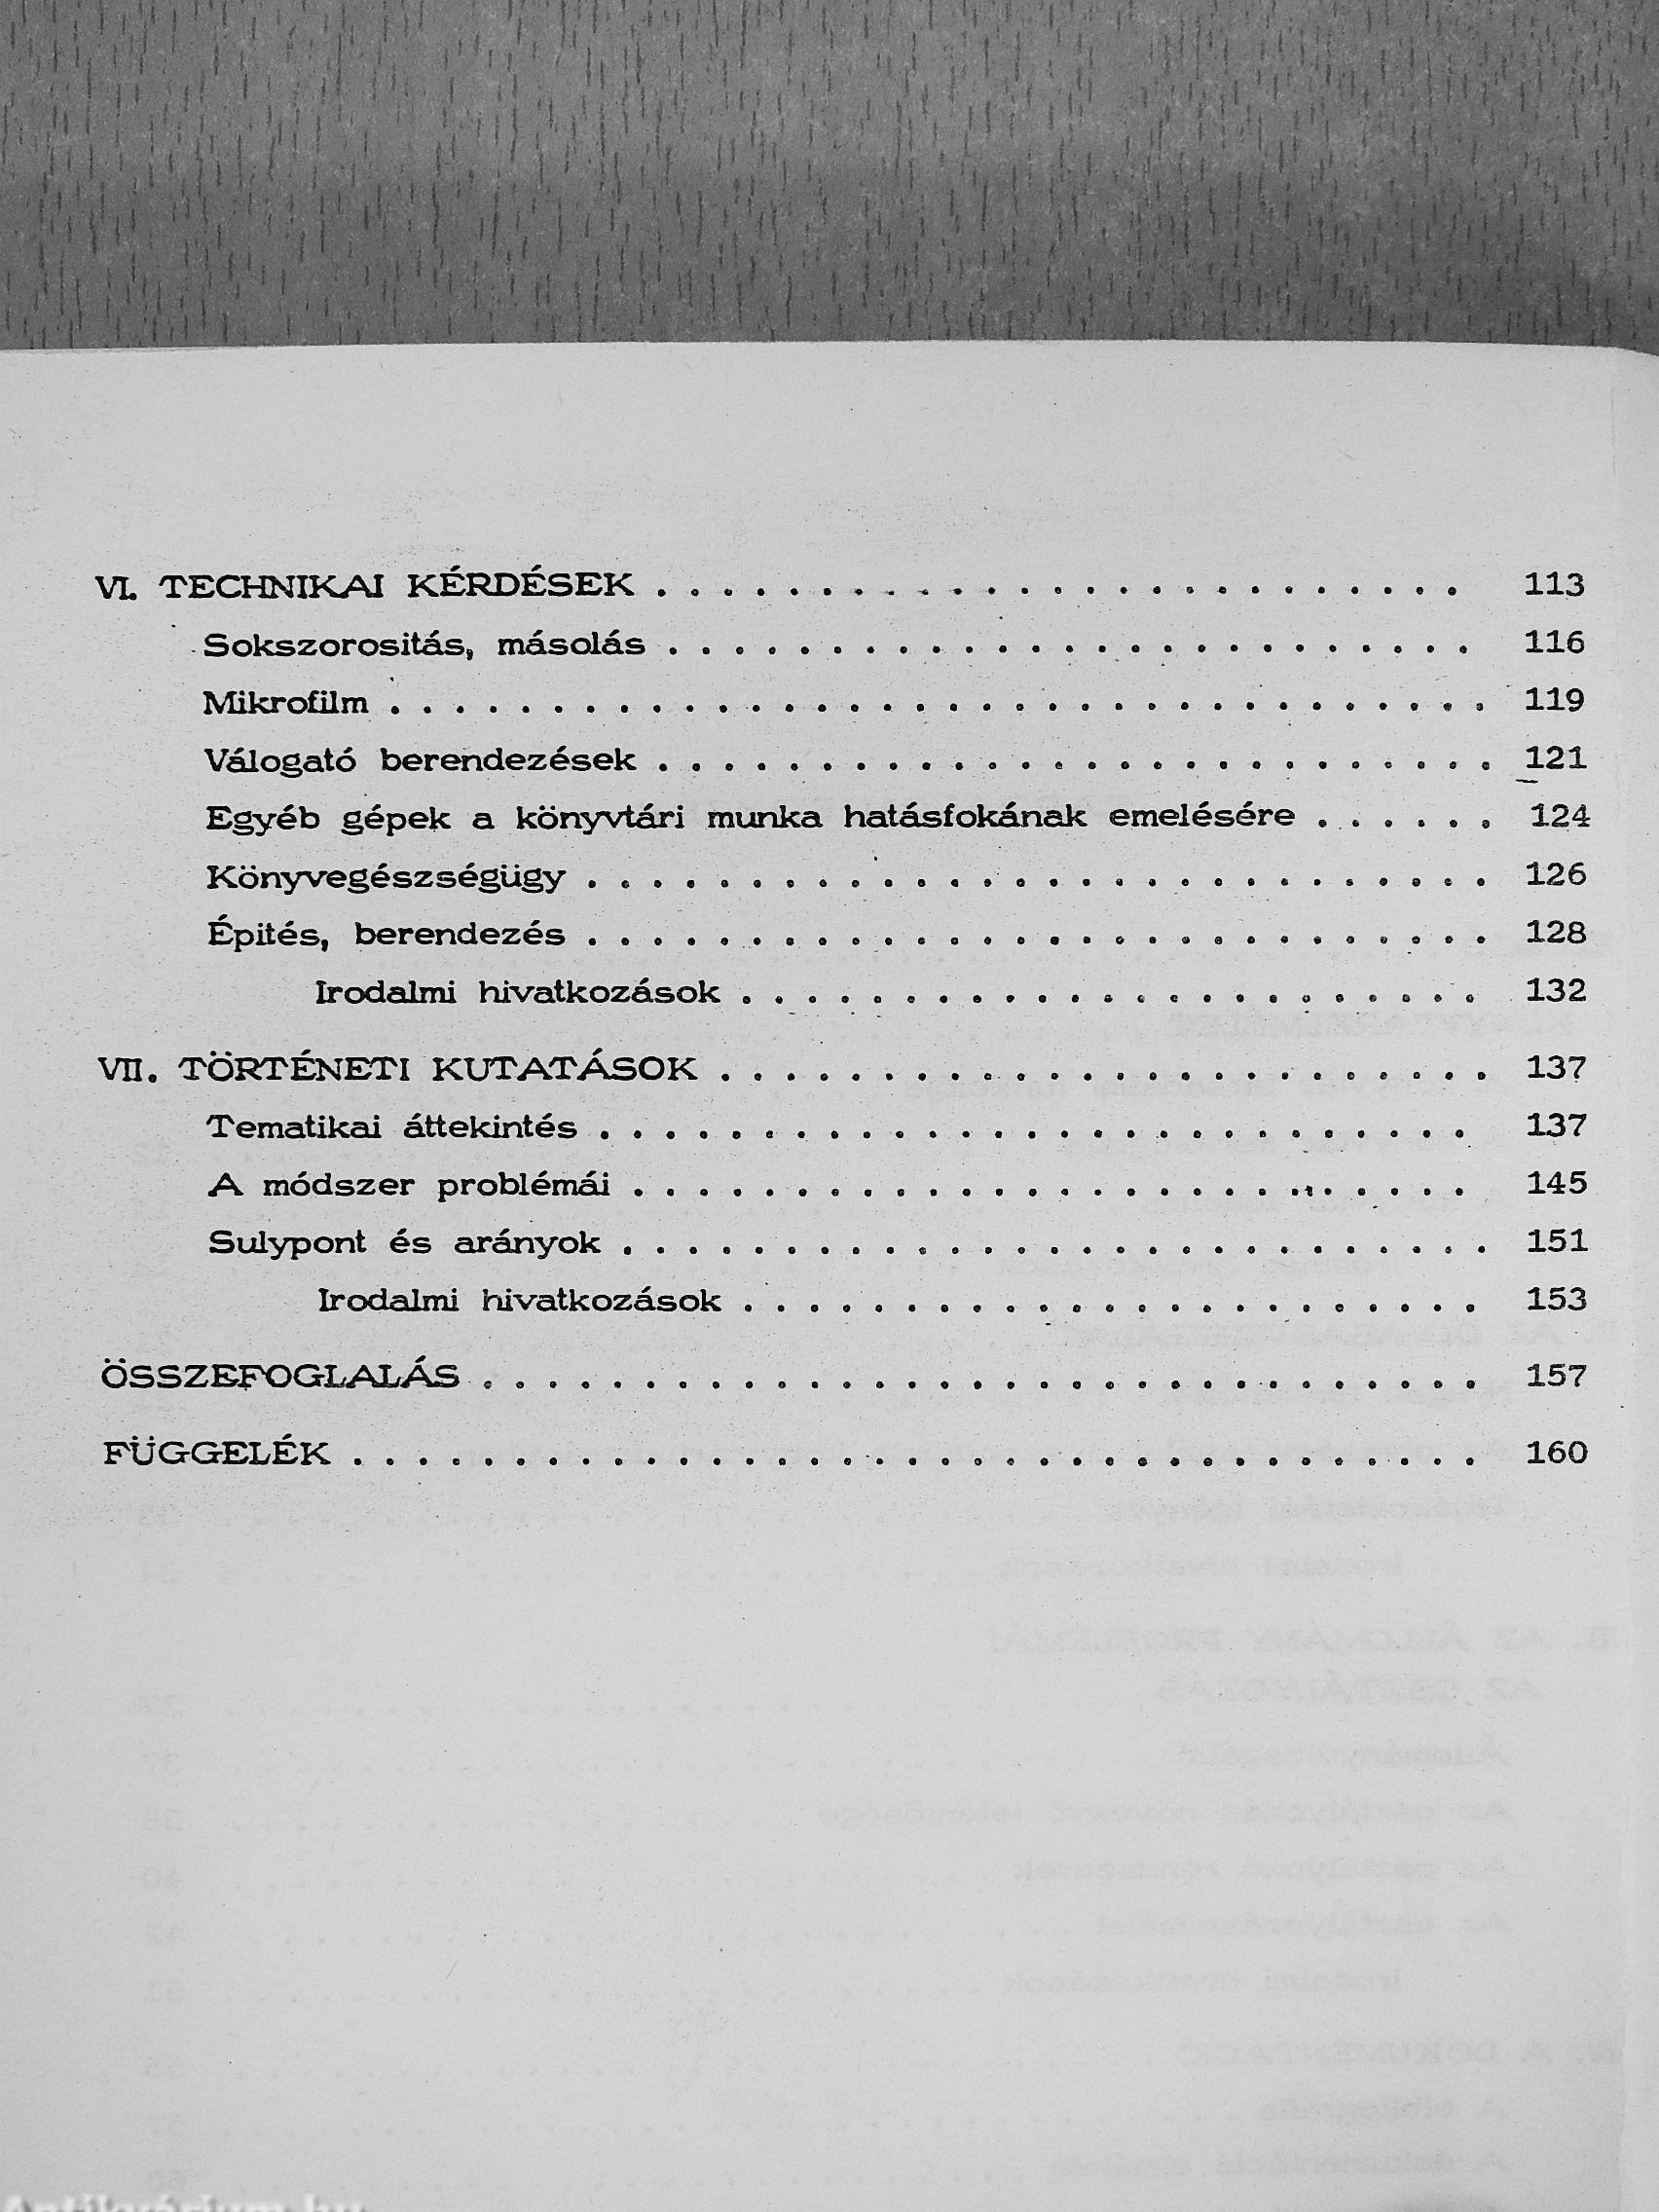 VI. TECHNIKAI KÉRDÉSEK . . . . . . . . . . . . . . . . . . . . . . . . . 113
Sokszorositás, másolás . . . . . . . . . . . . . . . . . . . . . . . . . 116
Mikrofilm . . . . . . . . . . . . . . . . . . . . . . . . . . . . . . . . . . 119
Válogató berendezések . . . . . . . . . . . . . . . . . . . . . . . . . . 121
Egyéb gépek a könyvtári munka hatásfokának emelésére . . . . . . 124
Könyvegészségügy . . . . . . . . . . . . . . . . . . . . . . . . . . . . 126
Épités, berendezés . . . . . . . . . . . . . . . . . . . . . . . . . . . . 128
Irodalmi hivatkozások . . . . . . . . . . . . . . . . . . . . . . . 132
VII. TÖRTÉNETI KUTATÁSOK . . . . . . . . . . . . . . . . . . . . . . . . 137
Tematikai áttekintés . . . . . . . . . . . . . . . . . . . . . . . . . . . 137
A módszer problémái . . . . . . . . . . . . . . . . . . . . . . . . . . 145
Sulypont és arányok . . . . . . . . . . . . . . . . . . . . . . . . . . . 151
Irodalmi hivatkozások . . . . . . . . . . . . . . . . . . . . . . . 153
ÖSSZEFOGLALÁS . . . . . . . . . . . . . . . . . . . . . . . . . . . . . . . 157
FÜGGELÉK . . . . . . . . . . . . . . . . . . . . . . . . . . . . . . . . . . . 160